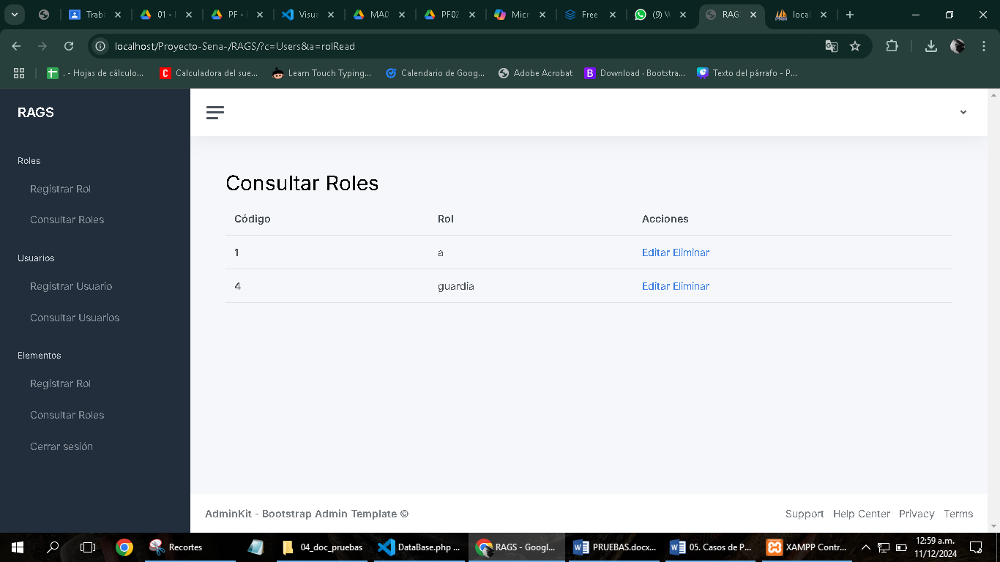 Traba
01 -
PF -
Visua
MA0
PF02
Micr
Free
(9) V
RAG
local
localhost/Proyecto-Sena-/RAGS/?c=Users&a=rolRead
. - Hojas de cálculo...
Calculadora del sue...
Learn Touch Typing...
Calendario de Goog...
Adobe Acrobat
Download · Bootstra...
Texto del párrafo - P...
RAGS
Roles
Registrar Rol
Consultar Roles
Usuarios
Registrar Usuario
Consultar Usuarios
Elementos
Registrar Rol
Consultar Roles
Cerrar sesión
Consultar Roles
Código Rol Acciones
1 a Editar Eliminar
4 guardia Editar Eliminar
AdminKit - Bootstrap Admin Template ©
Support Help Center Privacy Terms
Recortes
04_doc_pruebas
DataBase.php ...
RAGS - Googl...
PRUEBAS.docx...
05. Casos de P...
XAMPP Contr...
12:59 a.m.
11/12/2024